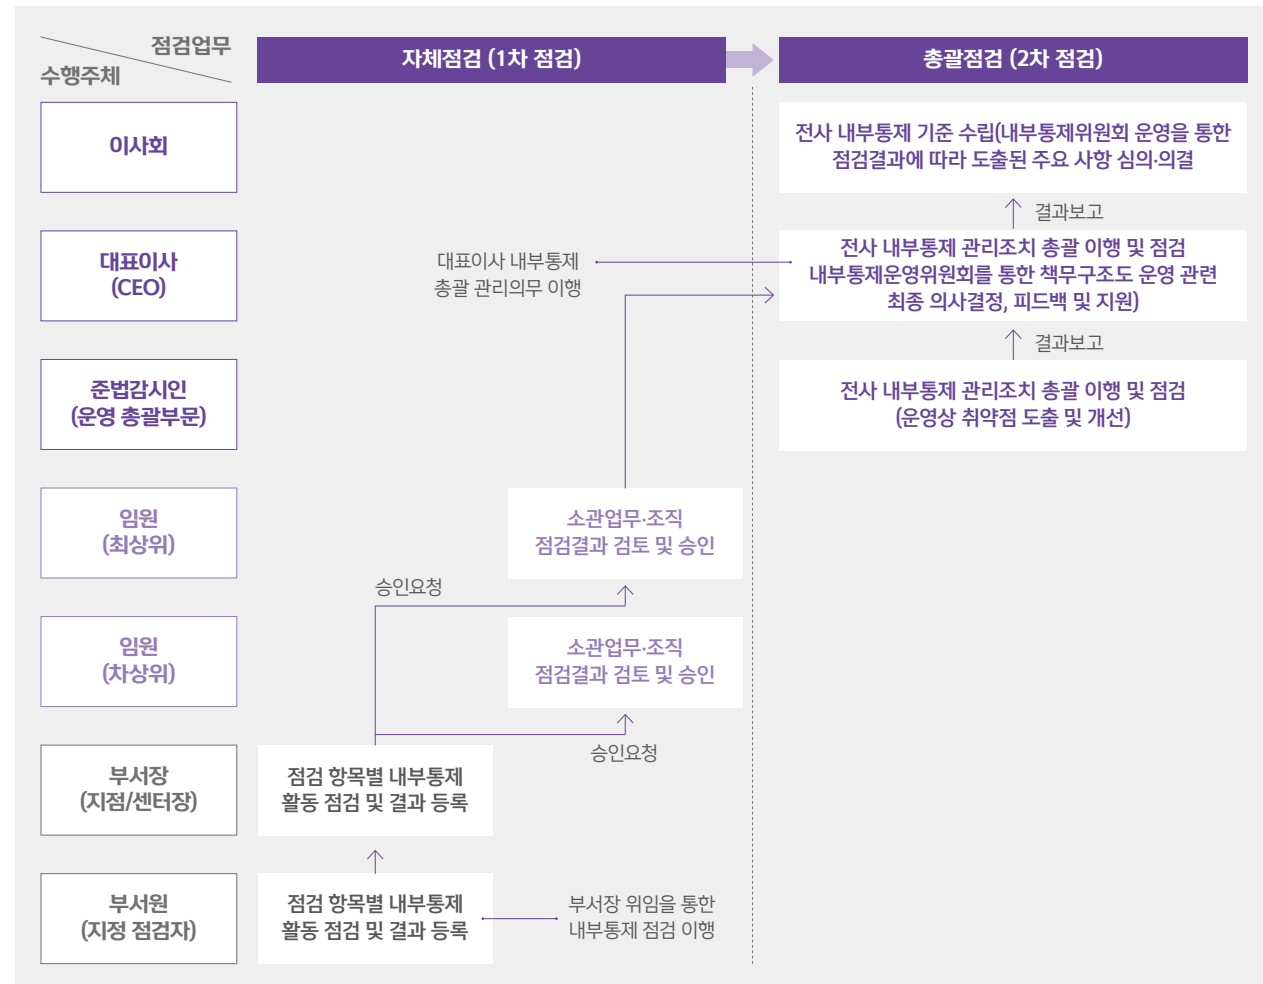 점검업무
수행주체
자체점검 (1차 점검)
총괄점검 (2차 점검)
이사회
전사 내부통제 기준 수립(내부통제위원회 운영을 통한
점검결과에 따라 도출된 주요 사항 심의·의결
결과보고
대표이사
(CEO)
대표이사 내부통제
총괄 관리의무 이행
전사 내부통제 관리조치 총괄 이행 및 점검
내부통제운영위원회를 통한 책무구조도 운영 관련
최종 의사결정, 피드백 및 지원)
결과보고
준법감시인
(운영 총괄부문)
전사 내부통제 관리조치 총괄 이행 및 점검
(운영상 취약점 도출 및 개선)
임원
(최상위)
소관업무·조직
점검결과 검토 및 승인
승인요청
임원
(차상위)
소관업무·조직
점검결과 검토 및 승인
승인요청
부서장
(지점/센터장)
점검 항목별 내부통제
활동 점검 및 결과 등록
부서원
(지정 점검자)
점검 항목별 내부통제
활동 점검 및 결과 등록
부서장 위임을 통한
내부통제 점검 이행